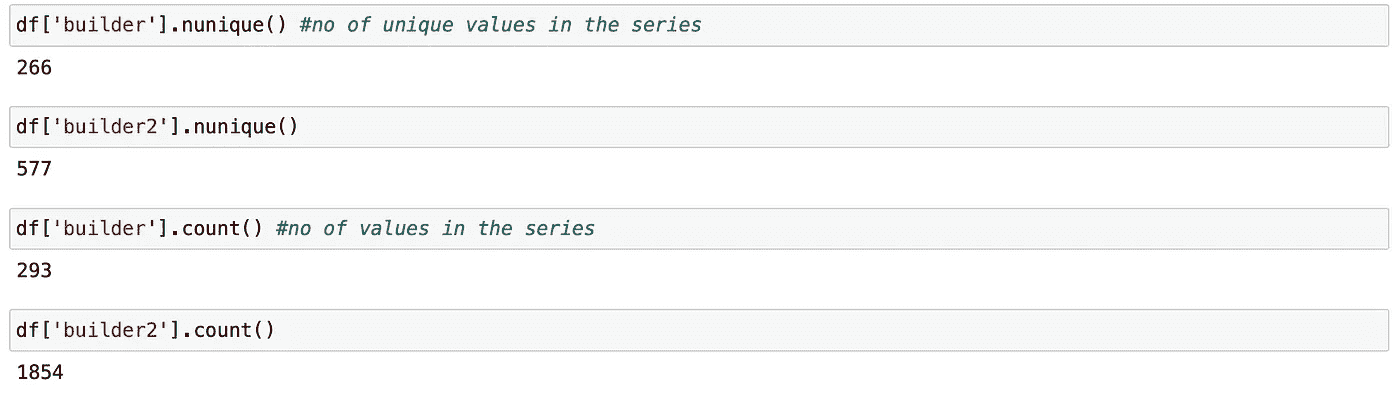 df['builder'].nunique() #no of unique values in the series
266
df['builder2'].nunique()
577
df['builder'].count() #no of values in the series
293
df['builder2'].count()
1854